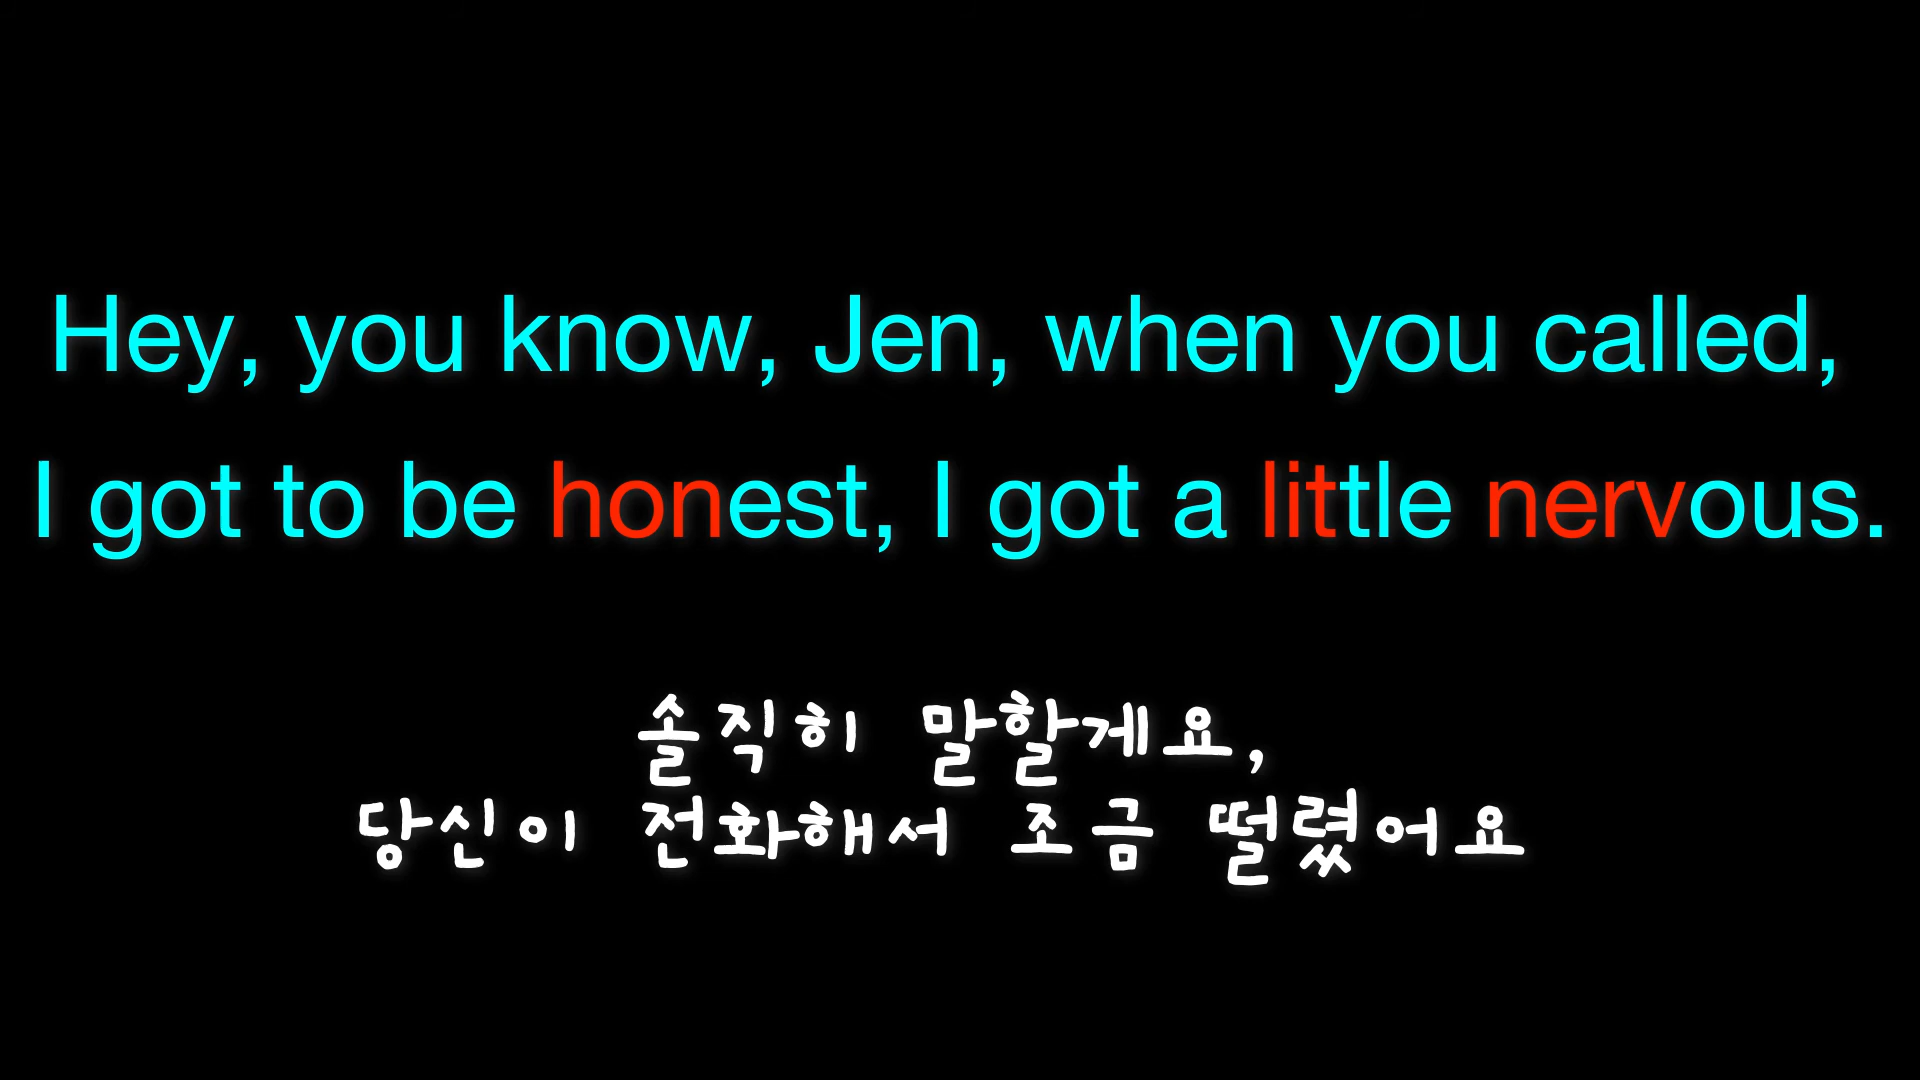 Hey, you know, Jen, when you called,
I got to be honest, I got a little nervous.
솔직히 말할게요,
당신이 전화해서 조금 떨렸어요